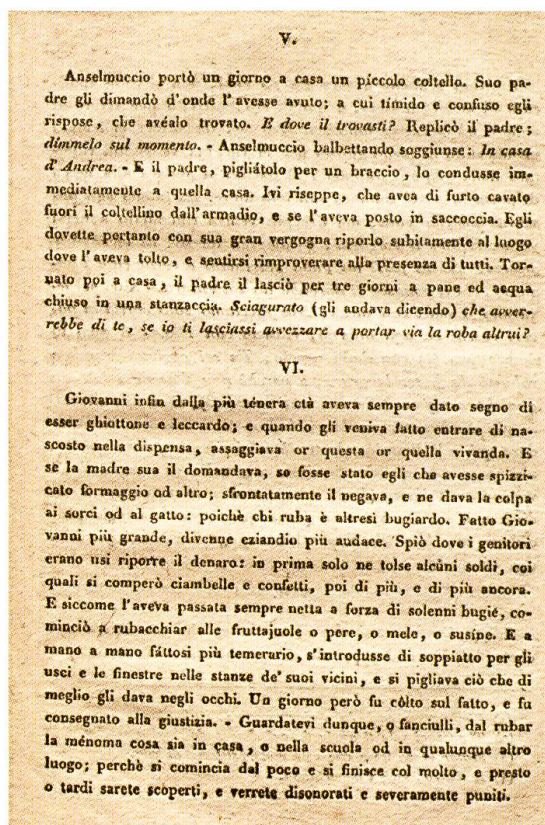 V.
Anselmuccio portò un giorno a casa un piccolo coltello. Suo pa-
dre gli dimandò d'onde l'avesse avuto; a cui timido e confuso egli
rispose, che avéalo trovato. E dove il trovasti? Replicò il padre;
dimmelo sul momento. - Anselmuccio balbettando soggiunse: In casa
d'Andrea. - E il padre, pigliátolo per un braccio, lo condusse im-
mediatamente a quella casa. Ivi riseppe, che avea di furto cavato
fuori il coltellino dall'armadio, e se l'aveva posto in saccoccia. Egli
dovette pertanto con sua gran vergogna riporlo subitamente al luogo
dove l'aveva tolto, e sentirsi rimproverare alla presenza di tutti. Tor-
nato poi a casa, il padre il lasciò per tre giorni a pane ed acqua
chiuso in una stanzaccia. Sciagurato (gli andava dicendo) che avver-
rebbe di te, se io ti lasciassi avvezzare a portar via la roba altrui?
VI.
Giovanni infin dalla più ténera età aveva sempre dato segno di
esser ghiottone e leccardo; e quando gli veniva fatto entrare di na-
scosto nella dispensa, assaggiava or questa or quella vivanda. E
se la madre sua il domandava, se fosse stato egli che avesse spizzi-
cato formaggio od altro; sfrontatamente il negava, e ne dava la colpa
ai sorci od al gatto: poichè chi ruba è altresì bugiardo. Fatto Gio-
vanni più grande, divenne eziandio più audace. Spiò dove i genitori
erano usi riporre il denaro: in prima solo ne tolse alcúni soldi, coi
quali si comperò ciambelle e confetti, poi di più, e di più ancora.
E siccome l'aveva passata sempre netta a forza di solenni bugíe, co-
minciò a rubacchiar alle fruttajuole o pere, o mele, o susine. E a
mano a mano fáttosi più temerario, s'introdusse di soppiatto per gli
usci e le finestre nelle stanze de' suoi vicini, e si pigliava ciò che di
meglio gli dava negli occhi. Un giorno però fu côlto sul fatto, e fu
consegnato alla giustizia. - Guardatevi dunque, o fanciulli, dal rubar
la ménoma cosa sia in casa, o nella scuola od in qualunque altro
luogo; perchè si comincia dal poco e si finisce col molto, e presto
o tardi sarete scoperti, e verrete disonorati e severamente puniti.